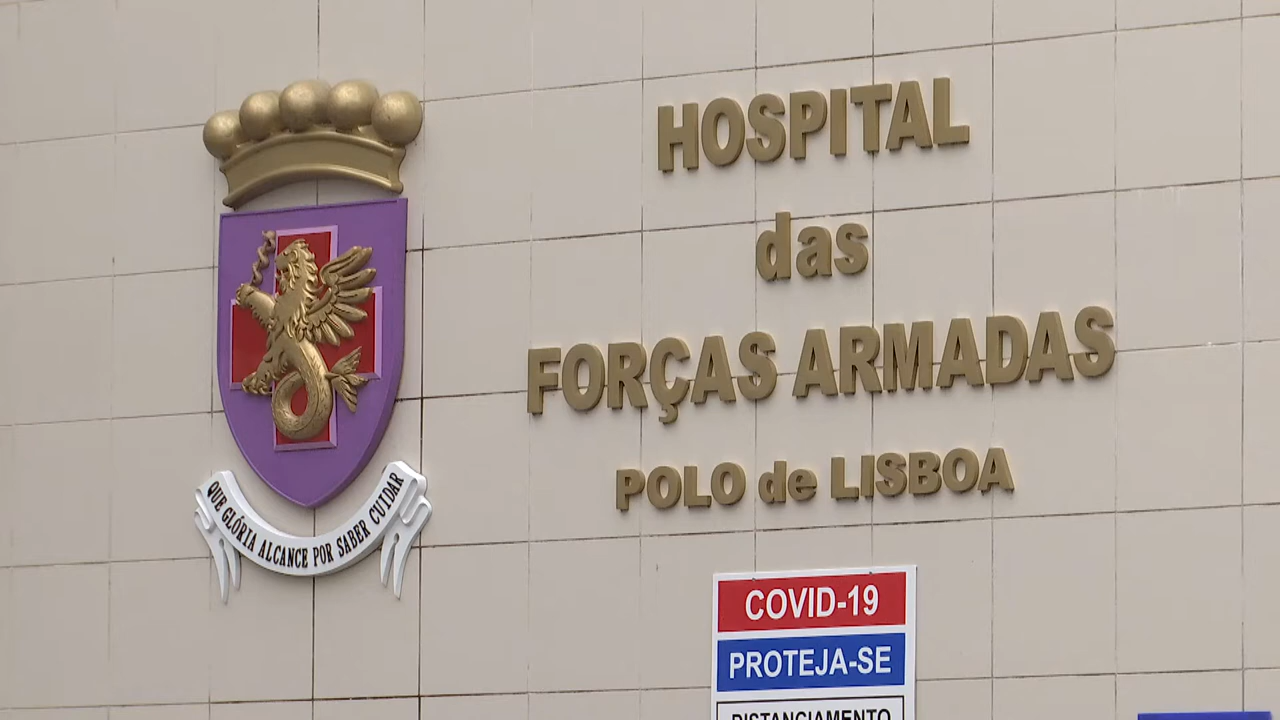 HOSPITAL
das
FORÇAS ARMADAS
POLO de LISBOA
QUE GLÓRIA ALCANCE POR SABER CUIDAR
COVID-19
PROTEJA-SE
DISTANCIAMENTO